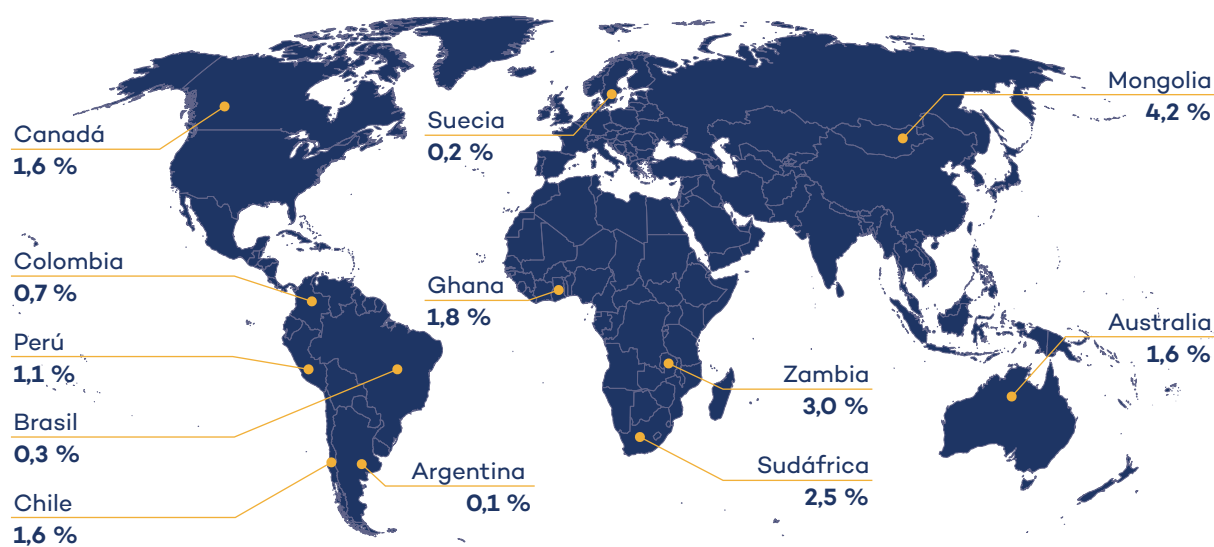 Canadá
1,6 %
Colombia
0,7 %
Perú
1,1 %
Brasil
0,3 %
Chile
1,6 %
Argentina
0,1 %
Suecia
0,2 %
Ghana
1,8 %
Zambia
3,0 %
Sudáfrica
2,5 %
Mongolia
4,2 %
Australia
1,6 %